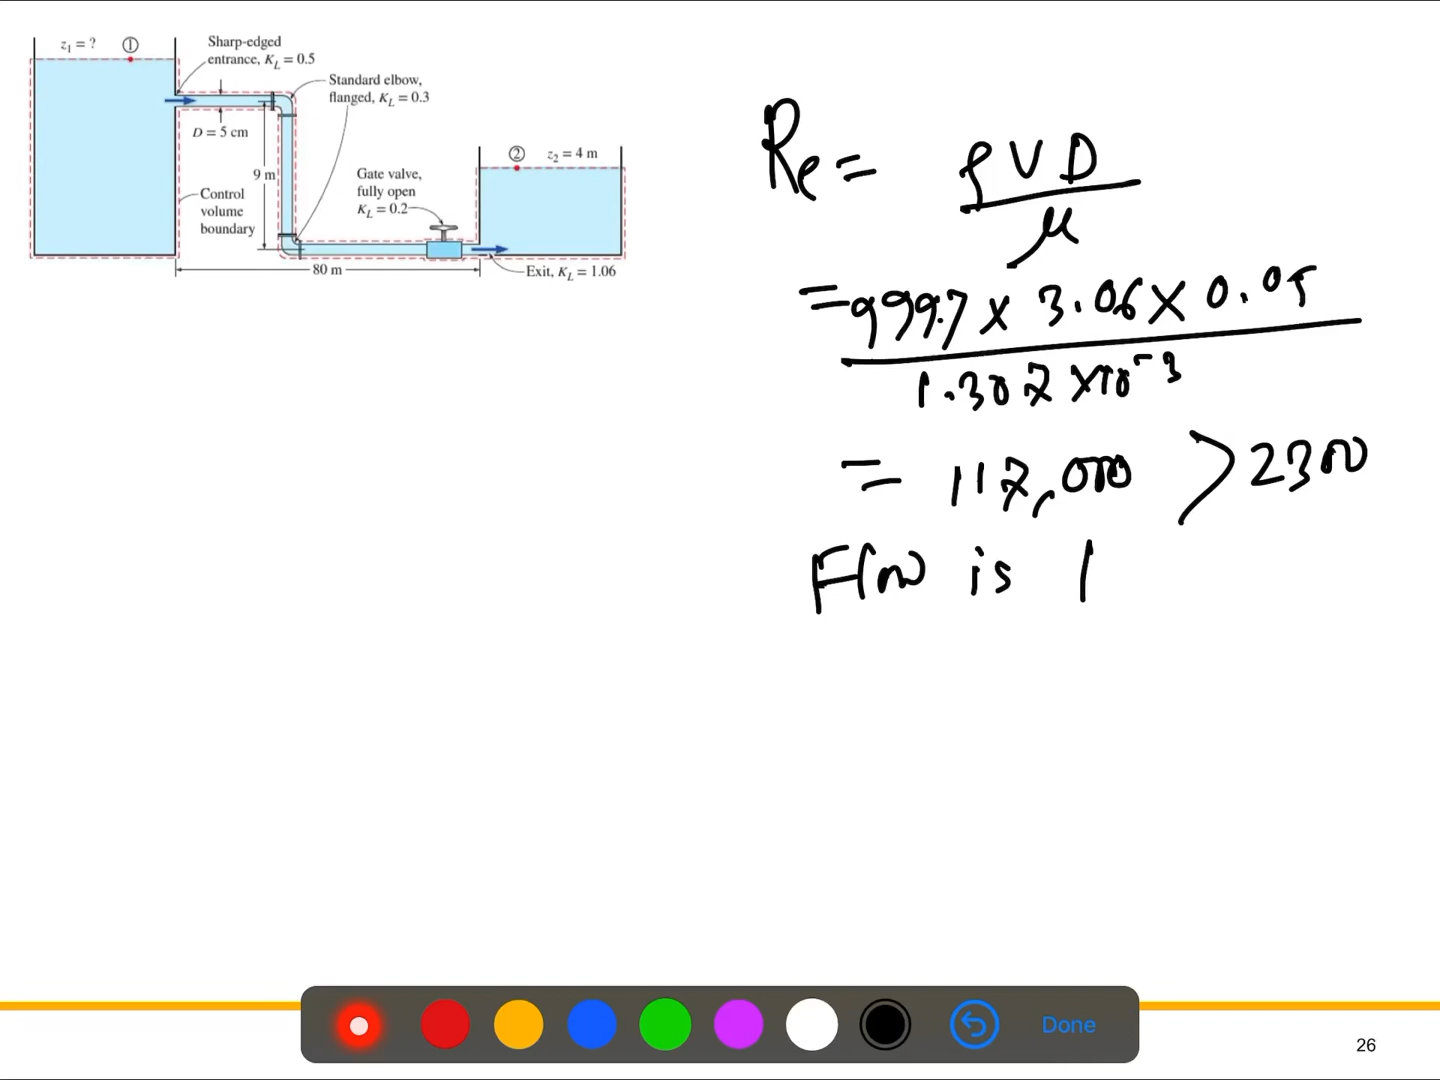 z₁ = ? ①
Sharp-edged
entrance, K_L = 0.5
Standard elbow,
flanged, K_L = 0.3
D = 5 cm
9 m
Control
volume
boundary
Gate valve,
fully open
K_L = 0.2
② z₂ = 4 m
80 m
Exit, K_L = 1.06
Re = ρVD
μ
= 999.7 × 3.06 × 0.05
1.307 × 10⁻³
= 117,000 > 2300
Flow is
Done
26